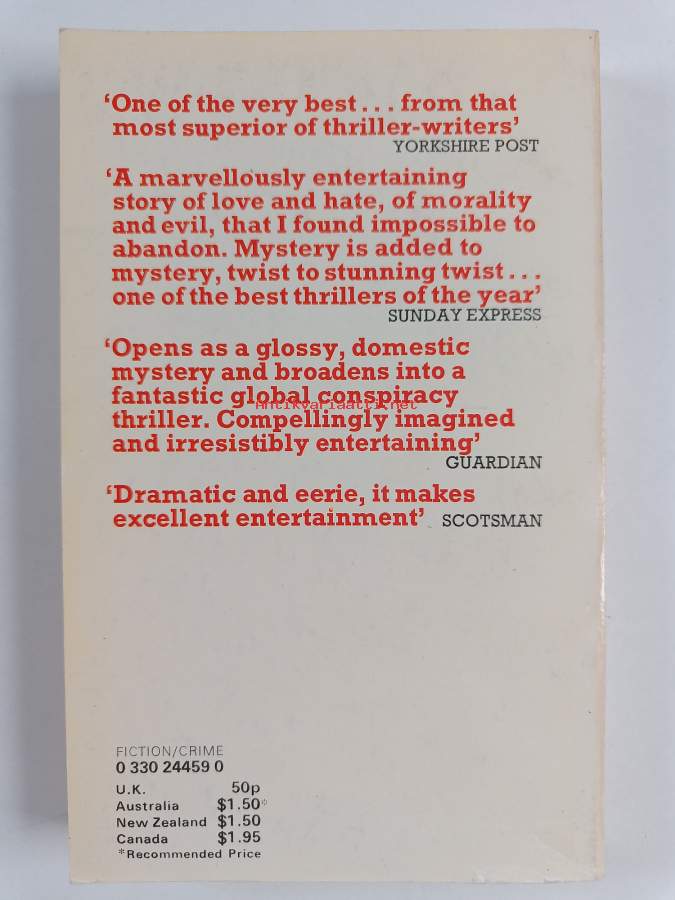 ‘One of the very best... from that
most superior of thriller-writers’
YORKSHIRE POST
‘A marvellously entertaining
story of love and hate, of morality
and evil, that I found impossible to
abandon. Mystery is added to
mystery, twist to stunning twist...
one of the best thrillers of the year’
SUNDAY EXPRESS
‘Opens as a glossy, domestic
mystery and broadens into a
fantastic global conspiracy
Antikvariaatti.net
thriller. Compellingly imagined
and irresistibly entertaining’
GUARDIAN
‘Dramatic and eerie, it makes
excellent entertainment’ SCOTSMAN
FICTION/CRIME
0 330 24459 0
U.K. 50p
Australia $1.50*
New Zealand $1.50
Canada $1.95
*Recommended Price